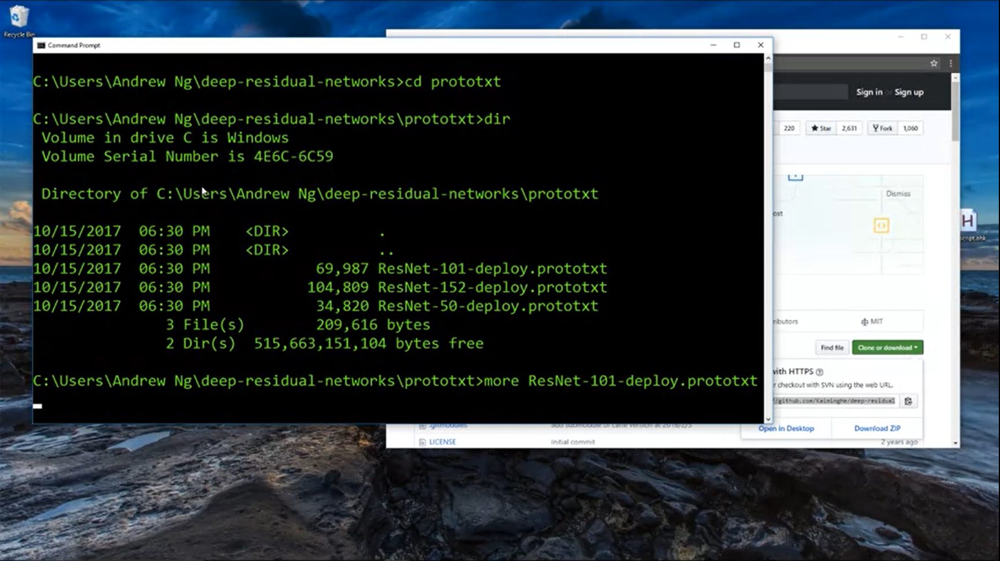 Recycle Bin
Command Prompt
C:\Users\Andrew Ng\deep-residual-networks>cd prototxt
C:\Users\Andrew Ng\deep-residual-networks\prototxt>dir
Volume in drive C is Windows
Volume Serial Number is 4E6C-6C59
Directory of C:\Users\Andrew Ng\deep-residual-networks\prototxt
10/15/2017 06:30 PM <DIR> .
10/15/2017 06:30 PM <DIR> ..
10/15/2017 06:30 PM 69,987 ResNet-101-deploy.prototxt
10/15/2017 06:30 PM 104,809 ResNet-152-deploy.prototxt
10/15/2017 06:30 PM 34,820 ResNet-50-deploy.prototxt
3 File(s) 209,616 bytes
2 Dir(s) 515,663,151,104 bytes free
C:\Users\Andrew Ng\deep-residual-networks\prototxt>more ResNet-101-deploy.prototxt
Sign in or Sign up
220 Star 2,631 Fork 1,060
Dismiss
ost
H
ibutors MIT
Find file Clone or download
with HTTPS
r checkout with SVN using the web URL.
/github.com/KaimingHe/deep-residual
Open in Desktop Download ZIP
.gitmodules
LICENSE Initial commit 2 years ago